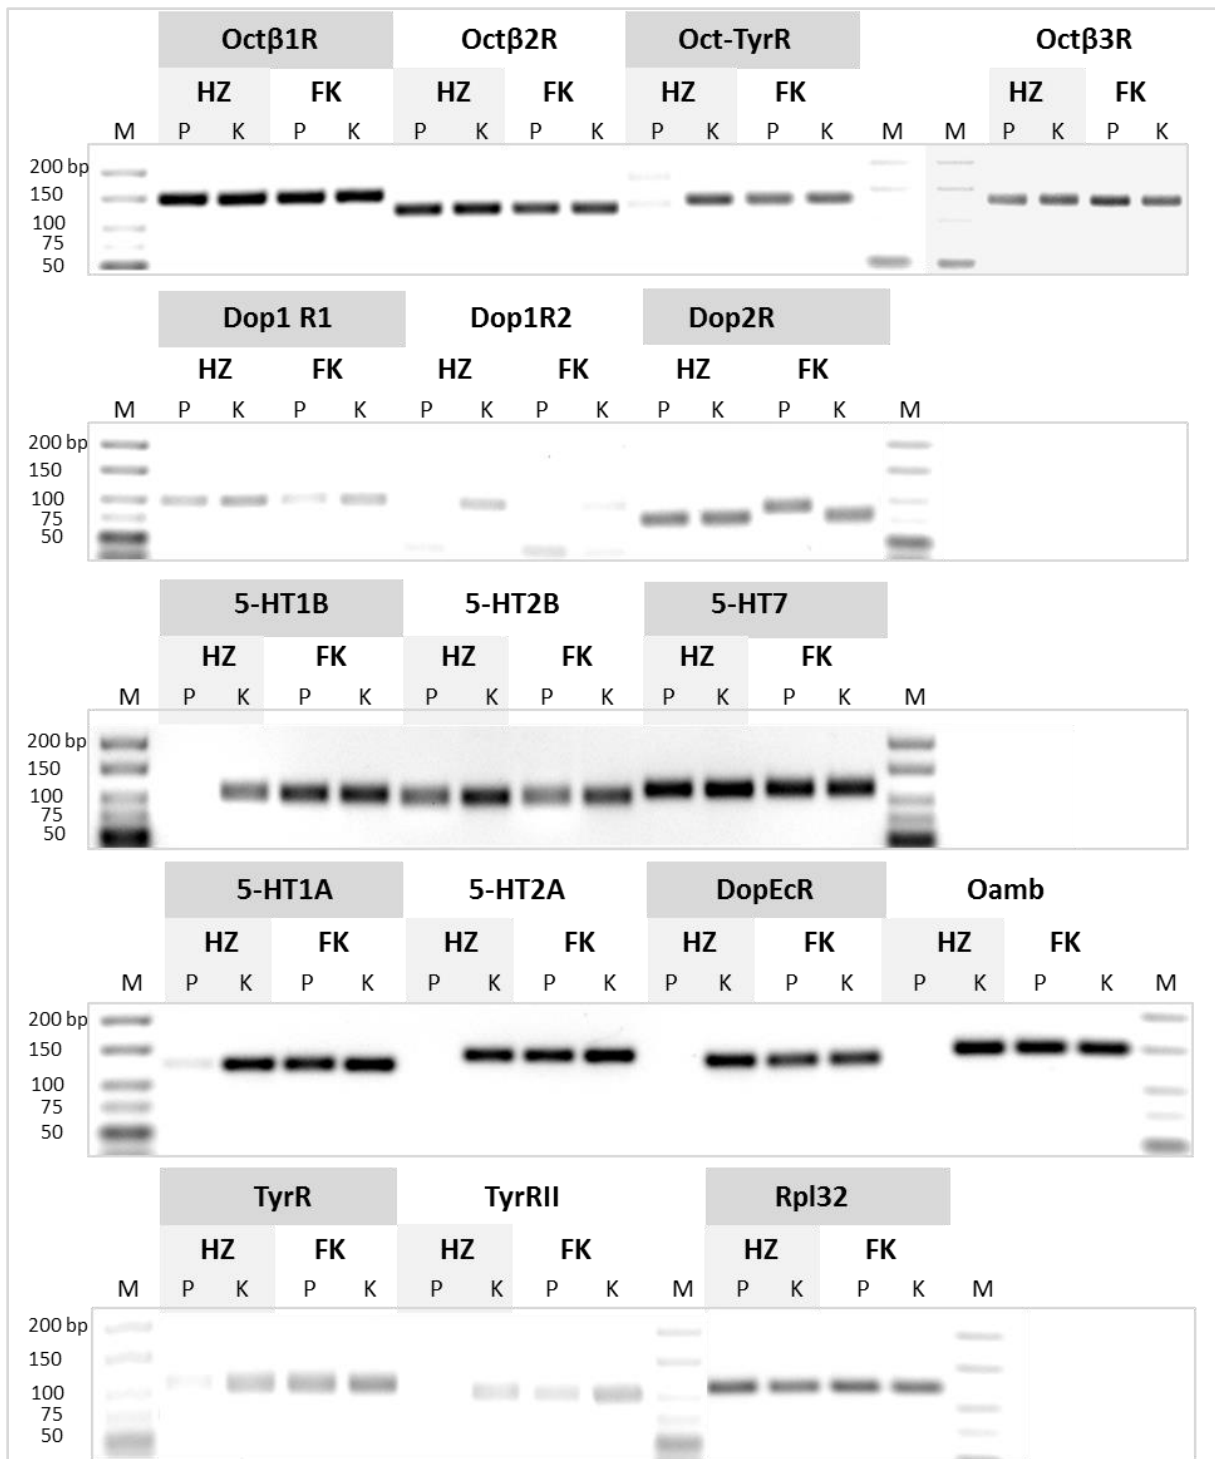 Octβ1R Octβ2R Oct-TyrR Octβ3R
HZ FK HZ FK HZ FK HZ FK
M P K P K P K P K P K P K M M P K P K
200 bp
150
100
75
50
Dop1 R1 Dop1R2 Dop2R
HZ FK HZ FK HZ FK
M P K P K P K P K P K P K M
200 bp
150
100
75
50
5-HT1B 5-HT2B 5-HT7
HZ FK HZ FK HZ FK
M P K P K P K P K P K P K M
200 bp
150
100
75
50
5-HT1A 5-HT2A DopEcR Oamb
HZ FK HZ FK HZ FK HZ FK
M P K P K P K P K P K P K P K P K M
200 bp
150
100
75
50
TyrR TyrRII Rpl32
HZ FK HZ FK HZ FK
M P K P K P K P K M P K P K M
200 bp
150
100
75
50